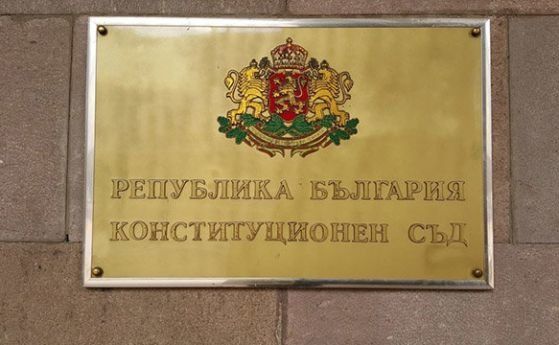 РЕПУБЛИКА БЪЛГАРИЯ
КОНСТИТУЦИОНЕН СЪД